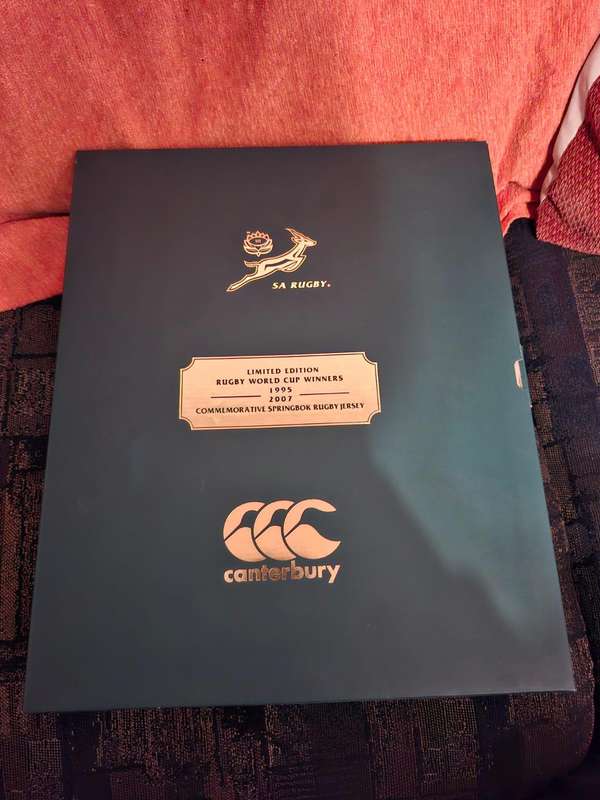 SA RUGBY®
LIMITED EDITION
RUGBY WORLD CUP WINNERS
1995
2007
COMMEMORATIVE SPRINGBOK RUGBY JERSEY
canterbury